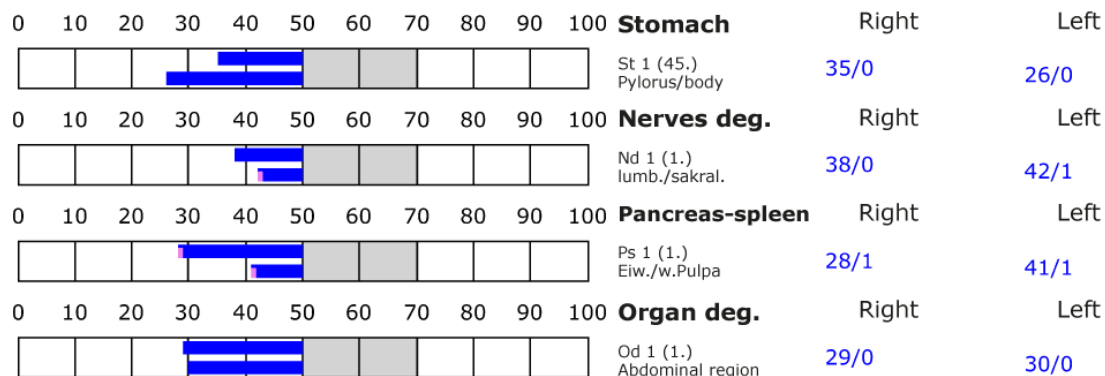 0 10 20 30 40 50 60 70 80 90 100 Stomach Right Left
St 1 (45.) 35/0 26/0
Pylorus/body
0 10 20 30 40 50 60 70 80 90 100 Nerves deg. Right Left
Nd 1 (1.) 38/0 42/1
lumb./sakral.
0 10 20 30 40 50 60 70 80 90 100 Pancreas-spleen Right Left
Ps 1 (1.) 28/1 41/1
Eiw./w.Pulpa
0 10 20 30 40 50 60 70 80 90 100 Organ deg. Right Left
Od 1 (1.) 29/0 30/0
Abdominal region